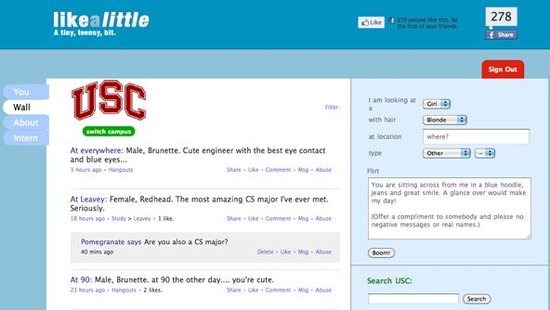 likealittle
A tiny, teensy, bit.
Like
278 people like this. Be
the first of your friends.
278
Share
Sign Out
You
Wall
About
Intern
USC
switch campus
Filter:
At everywhere: Male, Brunette. Cute engineer with the best eye contact
and blue eyes...
3 hours ago • Hangouts
Share • Like • Comment • Msg • Abuse
At Leavey: Female, Redhead. The most amazing CS major I've ever met.
Seriously.
18 hours ago • Study > Leavey • 1 like.
Share • Like • Comment • Msg • Abuse
Pomegranate says Are you also a CS major?
40 mins ago
Delete • Like • Msg • Abuse
At 90: Male, Brunette. at 90 the other day.... you're cute.
21 hours ago • Hangouts • 2 likes.
Share • Like • Comment • Msg • Abuse
I am looking at
a
Girl
with hair
Blonde
at location
where?
type
Other
-
Flirt
You are sitting across from me in a blue hoodie,
jeans and great smile. A glance over would make
my day!
(Offer a compliment to somebody and please no
negative messages or real names.)
Boom!
Search USC:
Search